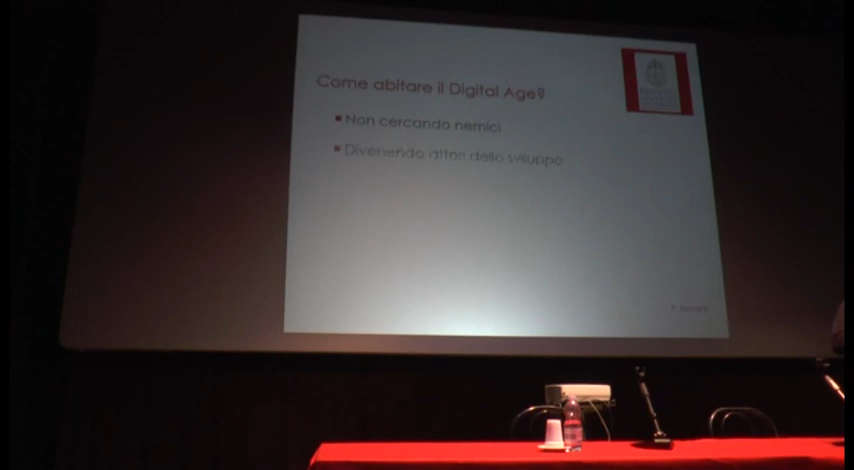 Come abitare il Digital Age?
Non cercando nemici
Divenendo attori dello sviluppo